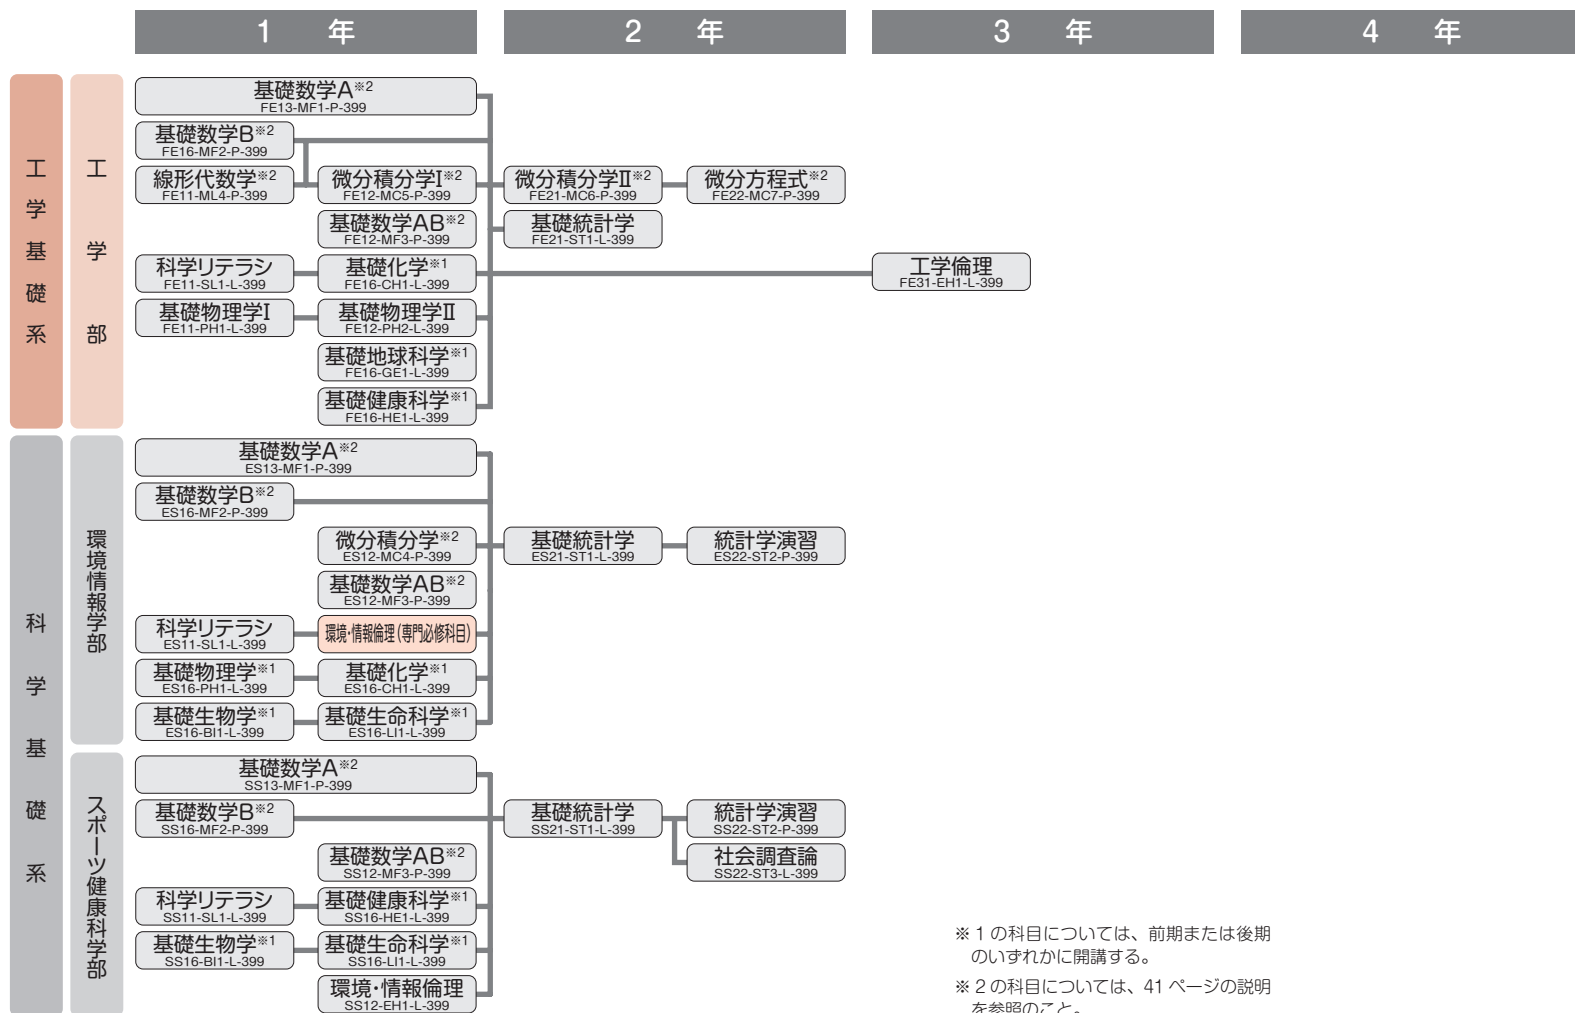 1 年
2 年
3 年
4 年
工学基礎系
工学部
基礎数学A※2
FE13-MF1-P-399
基礎数学B※2
FE16-MF2-P-399
線形代数学※2
FE11-ML4-P-399
微分積分学I※2
FE12-MC5-P-399
微分積分学II※2
FE21-MC6-P-399
微分方程式※2
FE22-MC7-P-399
基礎数学AB※2
FE12-MF3-P-399
基礎統計学
FE21-ST1-L-399
科学リテラシ
FE11-SL1-L-399
基礎化学※1
FE16-CH1-L-399
工学倫理
FE31-EH1-L-399
基礎物理学I
FE11-PH1-L-399
基礎物理学II
FE12-PH2-L-399
基礎地球科学※1
FE16-GE1-L-399
基礎健康科学※1
FE16-HE1-L-399
科学基礎系
環境情報学部
基礎数学A※2
ES13-MF1-P-399
基礎数学B※2
ES16-MF2-P-399
微分積分学※2
ES12-MC4-P-399
基礎統計学
ES21-ST1-L-399
統計学演習
ES22-ST2-P-399
基礎数学AB※2
ES12-MF3-P-399
科学リテラシ
ES11-SL1-L-399
環境・情報倫理(専門必修科目)
基礎物理学※1
ES16-PH1-L-399
基礎化学※1
ES16-CH1-L-399
基礎生物学※1
ES16-BI1-L-399
基礎生命科学※1
ES16-LI1-L-399
スポーツ健康科学部
基礎数学A※2
SS13-MF1-P-399
基礎数学B※2
SS16-MF2-P-399
基礎統計学
SS21-ST1-L-399
統計学演習
SS22-ST2-P-399
基礎数学AB※2
SS12-MF3-P-399
社会調査論
SS22-ST3-L-399
科学リテラシ
SS11-SL1-L-399
基礎健康科学※1
SS16-HE1-L-399
基礎生物学※1
SS16-BI1-L-399
基礎生命科学※1
SS16-LI1-L-399
環境・情報倫理
SS12-EH1-L-399
※1の科目については、前期または後期
のいずれかに開講する。
※2の科目については、41ページの説明
を参照のこと。